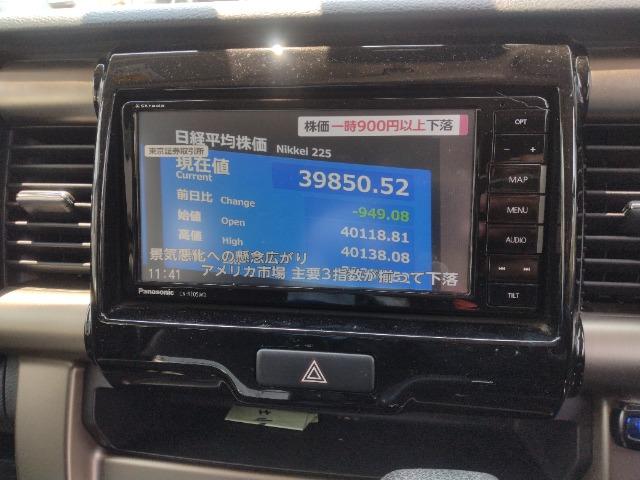 Strada
株価 一時900円以上下落
日経平均株価 Nikkei 225
東京証券取引所
現在値 Current 39850.52
前日比 Change -949.08
始値 Open 40118.81
高値 High 40138.08
景気悪化への懸念広がり
11:41 アメリカ市場 主要3指数が揃って下落
Panasonic
OPT
- +
MAP
MENU
AUDIO
TILT